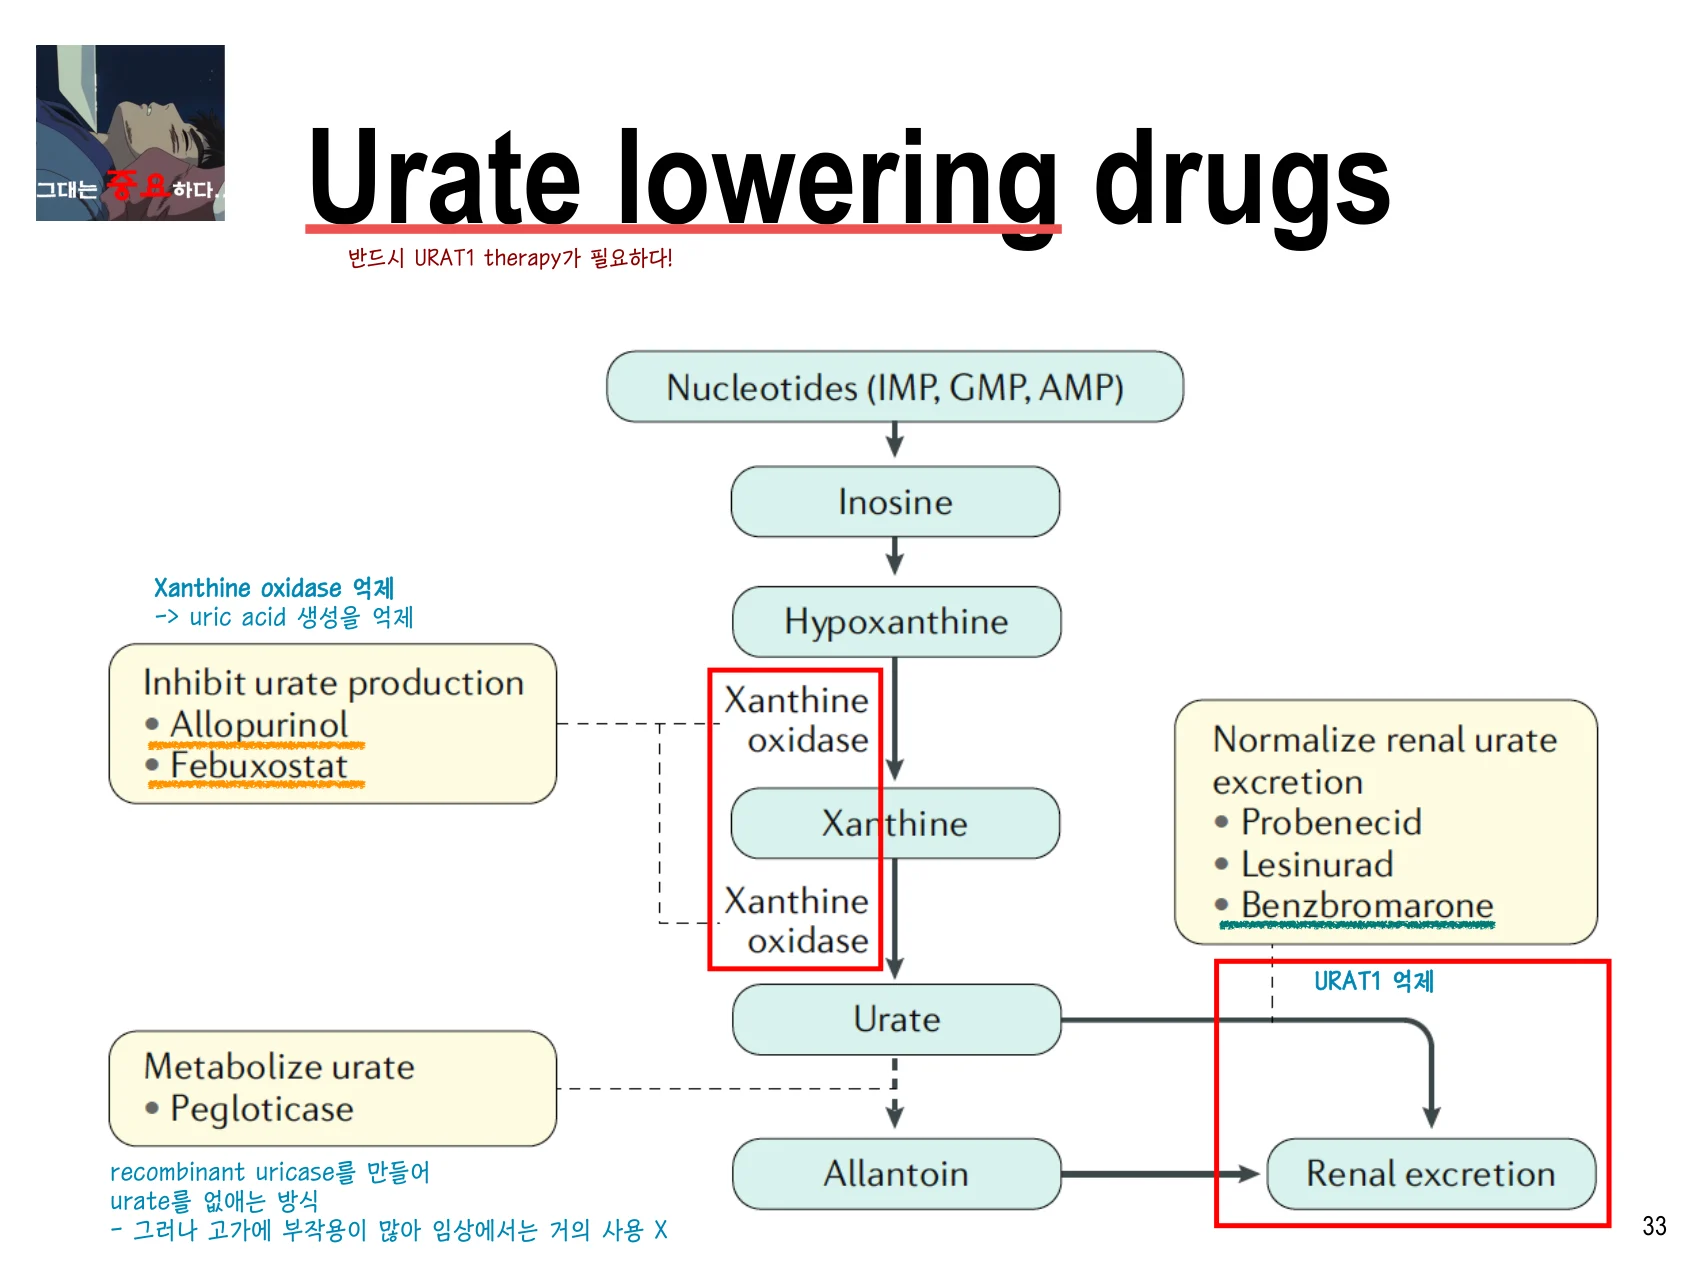 그대는 중요하다..
Urate lowering drugs
반드시 URAT1 therapy가 필요하다!
Nucleotides (IMP, GMP, AMP)
Inosine
Hypoxanthine
Xanthine oxidase 억제
-> uric acid 생성을 억제
Inhibit urate production
• Allopurinol
• Febuxostat
Xanthine
oxidase
Xanthine
Xanthine
oxidase
Normalize renal urate
excretion
• Probenecid
• Lesinurad
• Benzbromarone
URAT1 억제
Urate
Metabolize urate
• Pegloticase
recombinant uricase를 만들어
urate를 없애는 방식
- 그러나 고가에 부작용이 많아 임상에서는 거의 사용 X
Allantoin
Renal excretion
33